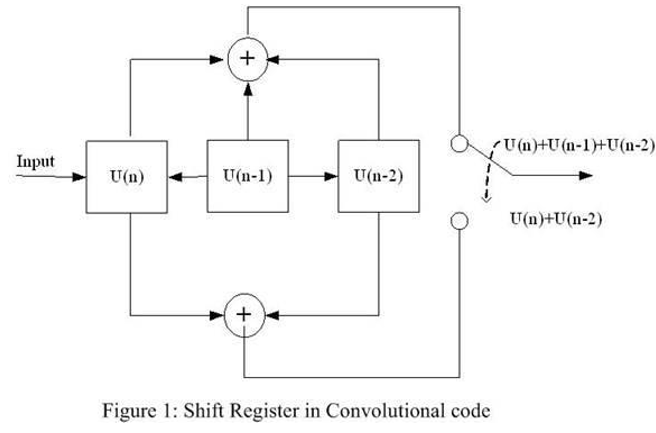 +
U(n)+U(n-1)+U(n-2)
Input
U(n)
U(n-1)
U(n-2)
U(n)+U(n-2)
+
Figure 1: Shift Register in Convolutional code